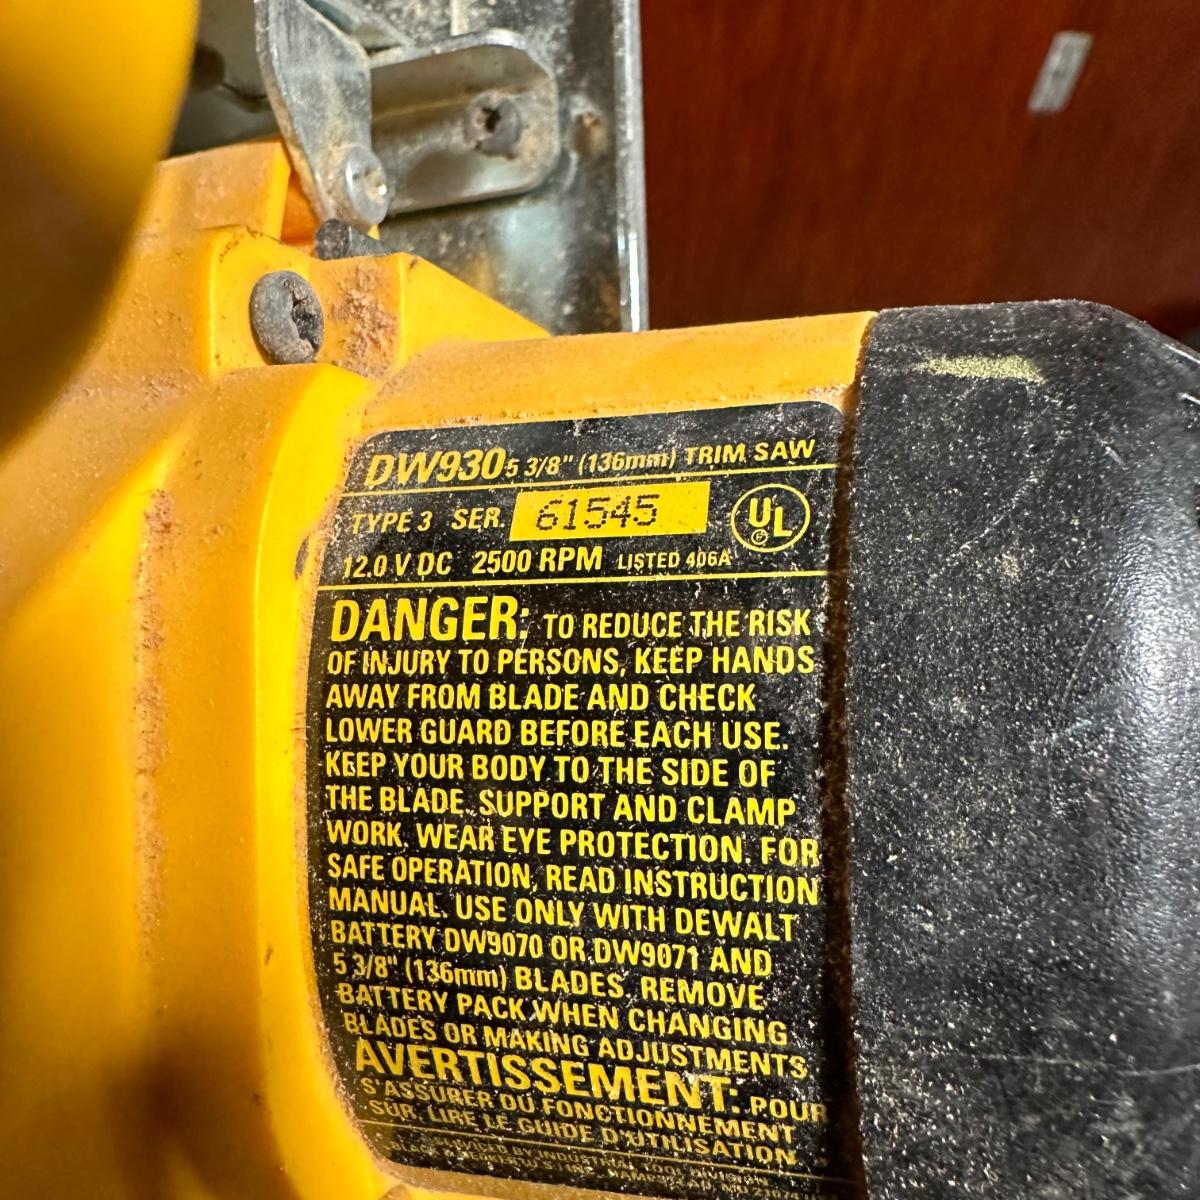 DW930 5 3/8" (136mm) TRIM SAW
TYPE 3 SER. 61545
UL
12.0 V DC 2500 RPM LISTED 406A
DANGER: TO REDUCE THE RISK
OF INJURY TO PERSONS, KEEP HANDS
AWAY FROM BLADE AND CHECK
LOWER GUARD BEFORE EACH USE.
KEEP YOUR BODY TO THE SIDE OF
THE BLADE. SUPPORT AND CLAMP
WORK. WEAR EYE PROTECTION. FOR
SAFE OPERATION, READ INSTRUCTION
MANUAL. USE ONLY WITH DEWALT
BATTERY DW9070 OR DW9071 AND
5 3/8" (136mm) BLADES. REMOVE
BATTERY PACK WHEN CHANGING
BLADES OR MAKING ADJUSTMENTS.
AVERTISSEMENT: POUR
S'ASSURER DU FONCTIONNEMENT
SUR, LIRE LE GUIDE D'UTILISATION